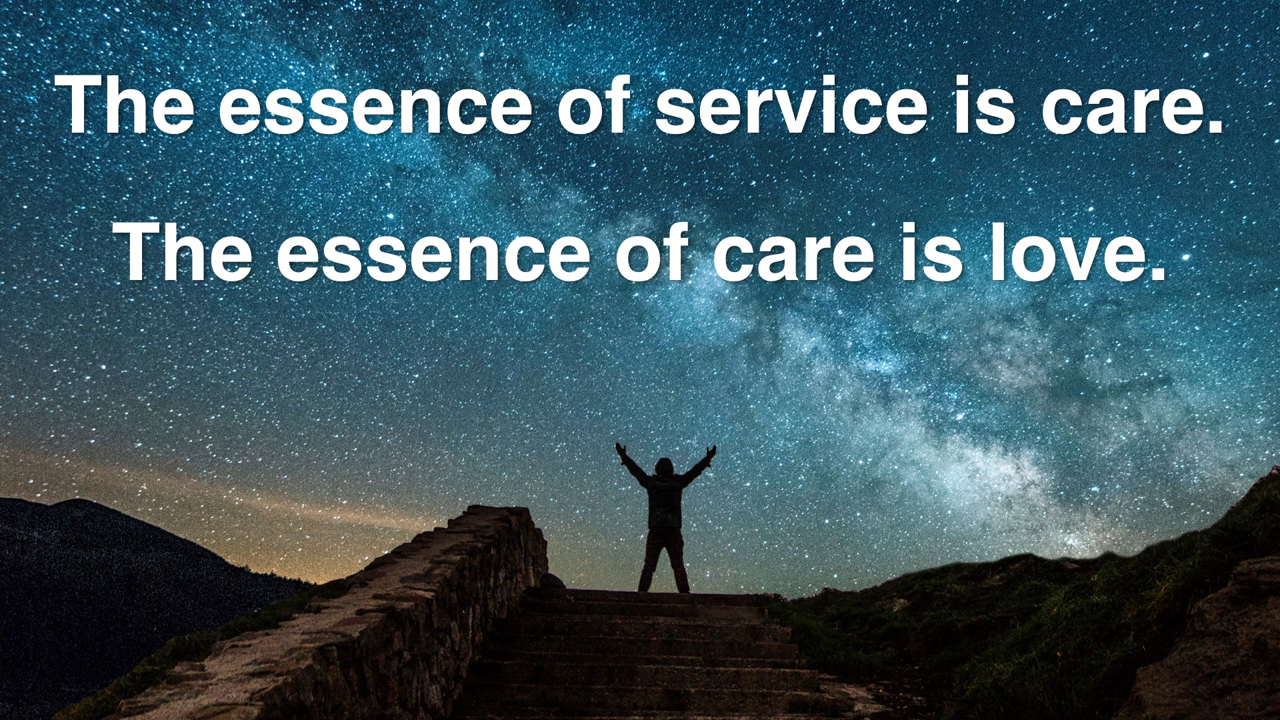 The essence of service is care.
The essence of care is love.